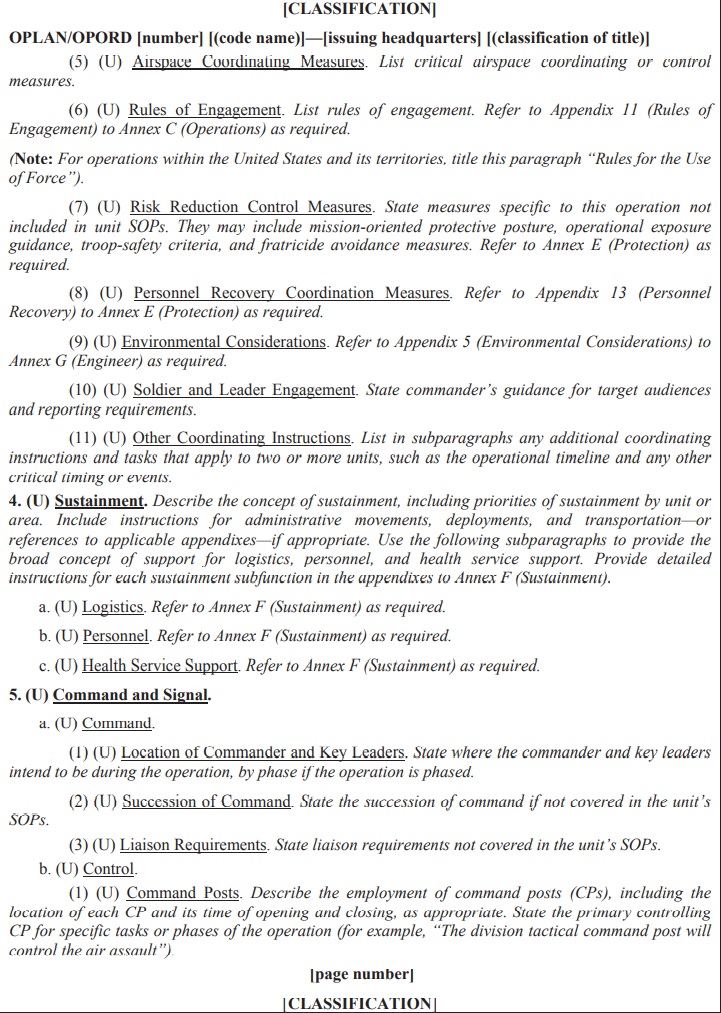 [CLASSIFICATION]
OPLAN/OPORD [number] [(code name)]—[issuing headquarters] [(classification of title)]
(5) (U) Airspace Coordinating Measures. List critical airspace coordinating or control
measures.
(6) (U) Rules of Engagement. List rules of engagement. Refer to Appendix 11 (Rules of
Engagement) to Annex C (Operations) as required.
(Note: For operations within the United States and its territories, title this paragraph “Rules for the Use
of Force”).
(7) (U) Risk Reduction Control Measures. State measures specific to this operation not
included in unit SOPs. They may include mission-oriented protective posture, operational exposure
guidance, troop-safety criteria, and fratricide avoidance measures. Refer to Annex E (Protection) as
required.
(8) (U) Personnel Recovery Coordination Measures. Refer to Appendix 13 (Personnel
Recovery) to Annex E (Protection) as required.
(9) (U) Environmental Considerations. Refer to Appendix 5 (Environmental Considerations) to
Annex G (Engineer) as required.
(10) (U) Soldier and Leader Engagement. State commander’s guidance for target audiences
and reporting requirements.
(11) (U) Other Coordinating Instructions. List in subparagraphs any additional coordinating
instructions and tasks that apply to two or more units, such as the operational timeline and any other
critical timing or events.
4. (U) Sustainment. Describe the concept of sustainment, including priorities of sustainment by unit or
area. Include instructions for administrative movements, deployments, and transportation—or
references to applicable appendixes—if appropriate. Use the following subparagraphs to provide the
broad concept of support for logistics, personnel, and health service support. Provide detailed
instructions for each sustainment subfunction in the appendixes to Annex F (Sustainment).
a. (U) Logistics. Refer to Annex F (Sustainment) as required.
b. (U) Personnel. Refer to Annex F (Sustainment) as required.
c. (U) Health Service Support. Refer to Annex F (Sustainment) as required.
5. (U) Command and Signal.
a. (U) Command.
(1) (U) Location of Commander and Key Leaders. State where the commander and key leaders
intend to be during the operation, by phase if the operation is phased.
(2) (U) Succession of Command. State the succession of command if not covered in the unit’s
SOPs.
(3) (U) Liaison Requirements. State liaison requirements not covered in the unit’s SOPs.
b. (U) Control.
(1) (U) Command Posts. Describe the employment of command posts (CPs), including the
location of each CP and its time of opening and closing, as appropriate. State the primary controlling
CP for specific tasks or phases of the operation (for example, “The division tactical command post will
control the air assault”).
[page number]
[CLASSIFICATION]